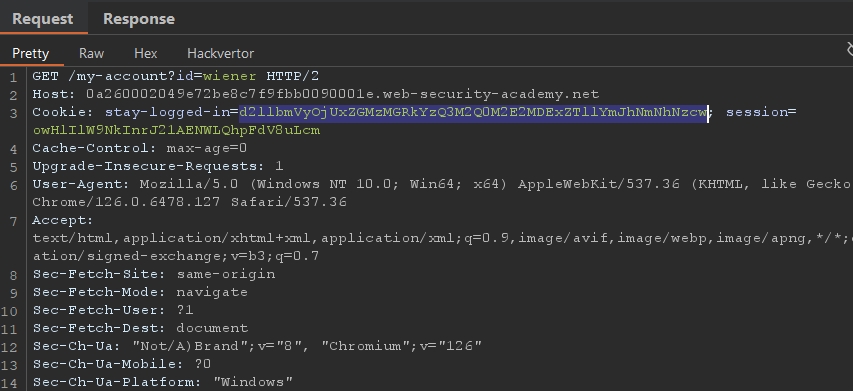 Request Response
Pretty Raw Hex Hackvertor
1 GET /my-account?id=wiener HTTP/2
2 Host: 0a260002049e72be8c7f9fbb0090001e.web-security-academy.net
3 Cookie: stay-logged-in=d2llbmVyOjUxZGMzMGRkYzQ3M2Q0M2E2MDExZTllYmJhNmNhNzcw; session=
owHlIlW9NkInrJ2lAENWLQhpFdV8uLcm
4 Cache-Control: max-age=0
5 Upgrade-Insecure-Requests: 1
6 User-Agent: Mozilla/5.0 (Windows NT 10.0; Win64; x64) AppleWebKit/537.36 (KHTML, like Gecko
Chrome/126.0.6478.127 Safari/537.36
7 Accept:
text/html,application/xhtml+xml,application/xml;q=0.9,image/avif,image/webp,image/apng,*/*;
ation/signed-exchange;v=b3;q=0.7
8 Sec-Fetch-Site: same-origin
9 Sec-Fetch-Mode: navigate
10 Sec-Fetch-User: ?1
11 Sec-Fetch-Dest: document
12 Sec-Ch-Ua: "Not/A)Brand";v="8", "Chromium";v="126"
13 Sec-Ch-Ua-Mobile: ?0
14 Sec-Ch-Ua-Platform: "Windows"